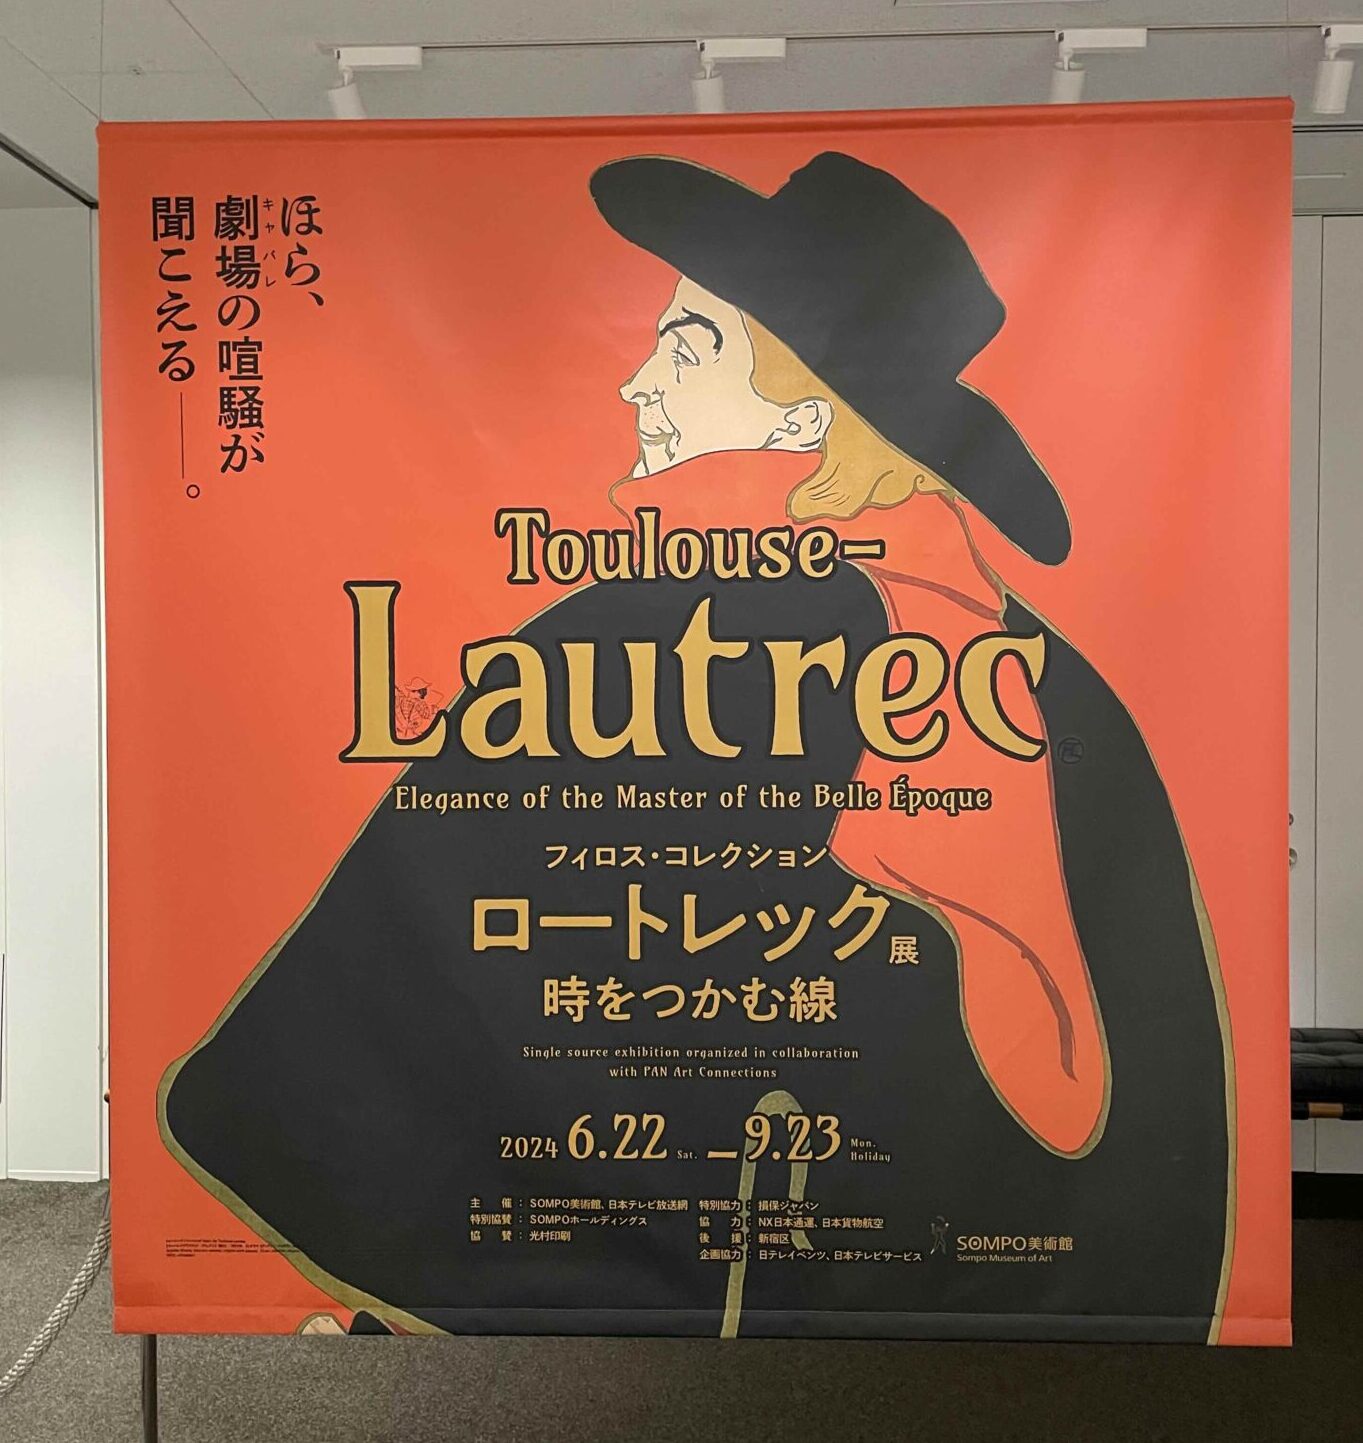 ほら、
劇場の喧騒が
キャバレ
聞こえる――。
Toulouse-
Lautrec
Elegance of the Master of the Belle Époque
フィロス・コレクション
ロートレック展
時をつかむ線
Single source exhibition organized in collaboration
with PAN Art Connections
2024 6.22 Sat. – 9.23 Mon. Holiday
主　催：SOMPO美術館、日本テレビ放送網
特別協賛：SOMPOホールディングス
協　賛：光村印刷
特別協力：損保ジャパン
協　力：NX日本通運、日本貨物航空
後　援：新宿区
企画協力：日テレイベンツ、日本テレビサービス
SOMPO美術館
Sompo Museum of Art